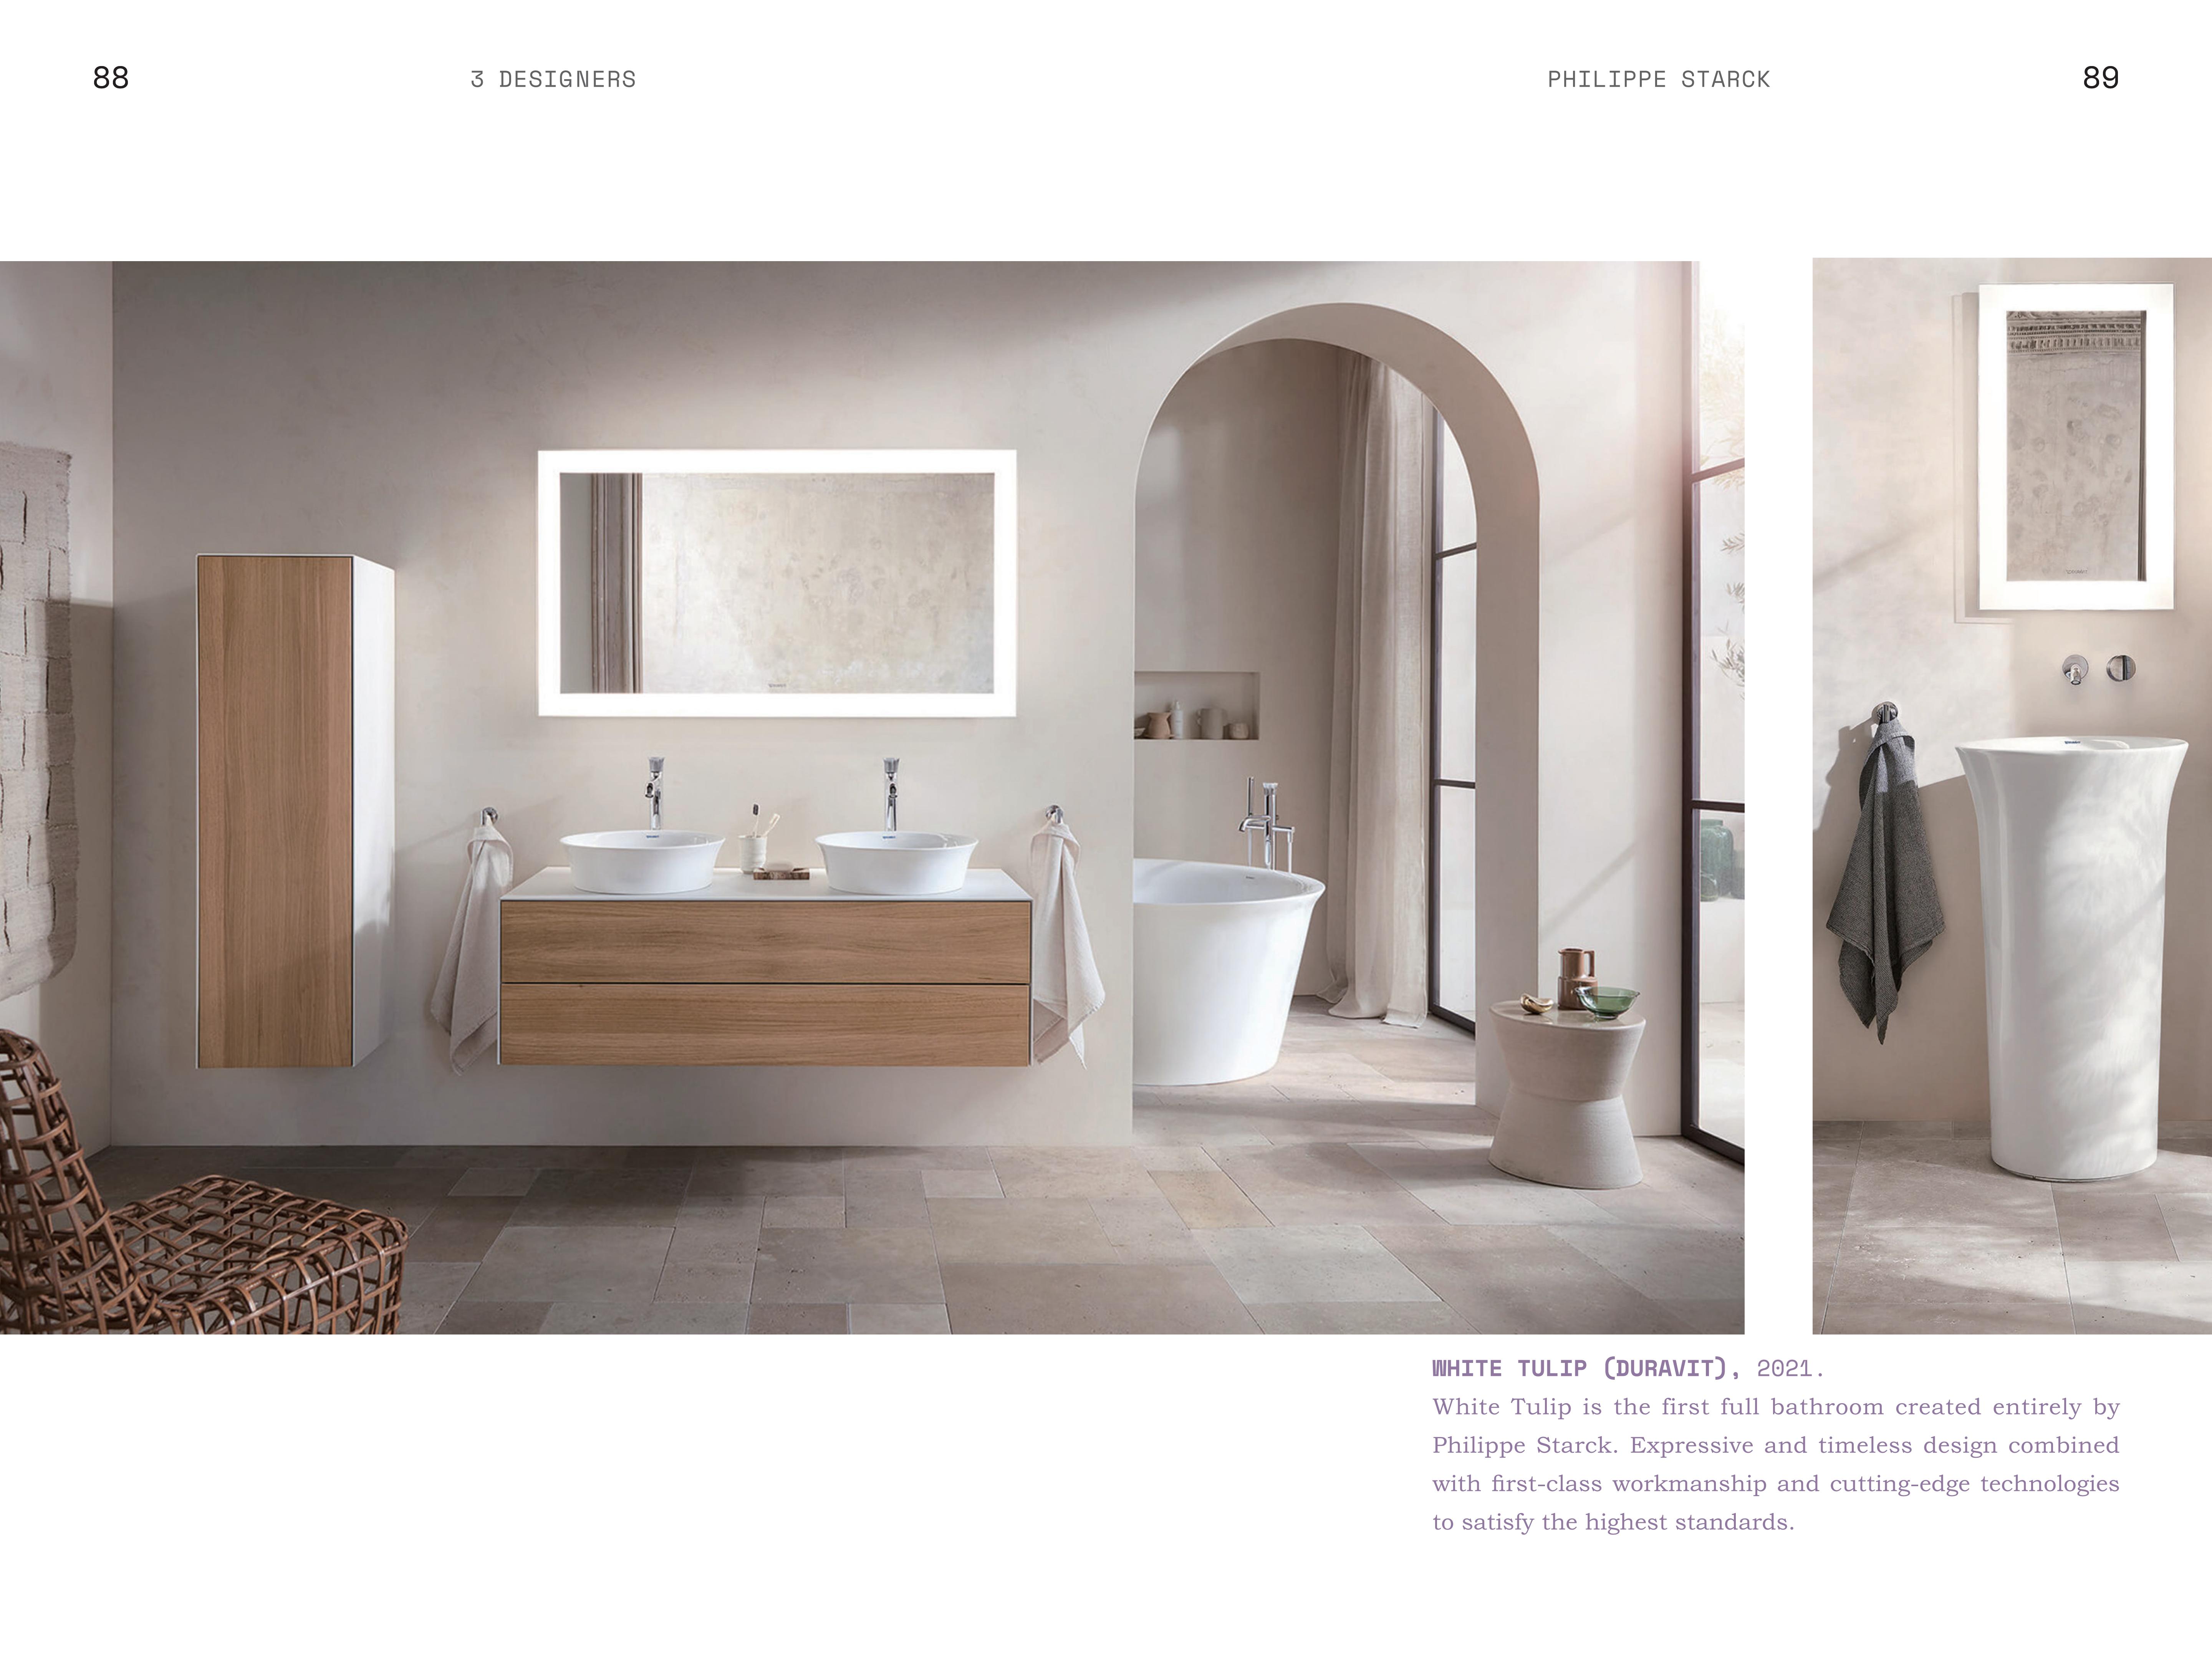 88
3 DESIGNERS
PHILIPPE STARCK
89
WHITE TULIP (DURAVIT), 2021.
White Tulip is the first full bathroom created entirely by
Philippe Starck. Expressive and timeless design combined
with first-class workmanship and cutting-edge technologies
to satisfy the highest standards.